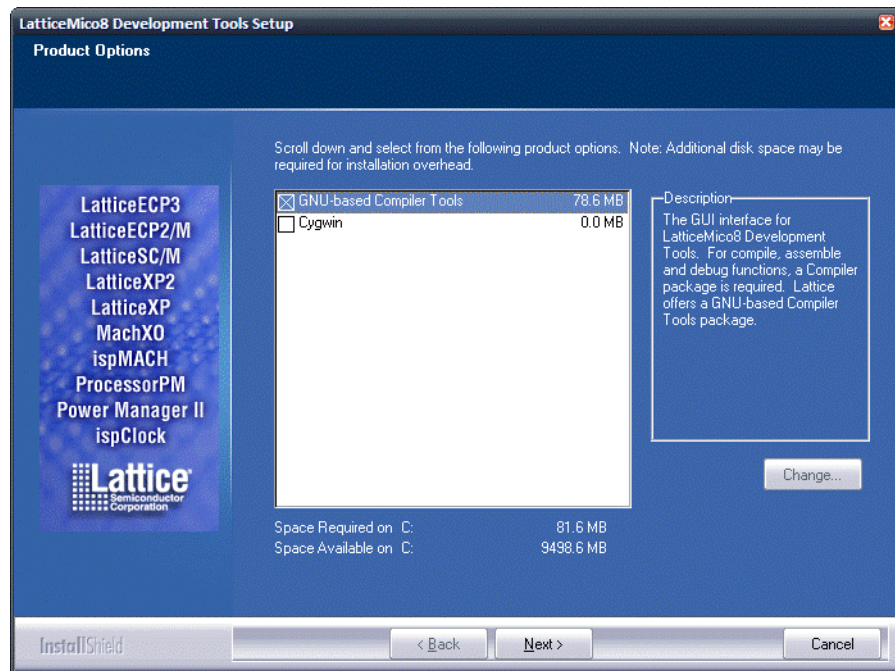 LatticeMico8 Development Tools Setup
Product Options
Scroll down and select from the following product options.  Note: Additional disk space may be
required for installation overhead.
LatticeECP3
LatticeECP2/M
LatticeSC/M
LatticeXP2
LatticeXP
MachXO
ispMACH
ProcessorPM
Power Manager II
ispClock
Lattice
Semiconductor
Corporation
GNU-based Compiler Tools 78.6 MB
Cygwin 0.0 MB
Description
The GUI interface for
LatticeMico8 Development
Tools.  For compile, assemble
and debug functions, a Compiler
package is required.  Lattice
offers a GNU-based Compiler
Tools package.
Change...
Space Required on  C: 81.6 MB
Space Available on  C: 9498.6 MB
InstallShield
< Back
Next >
Cancel